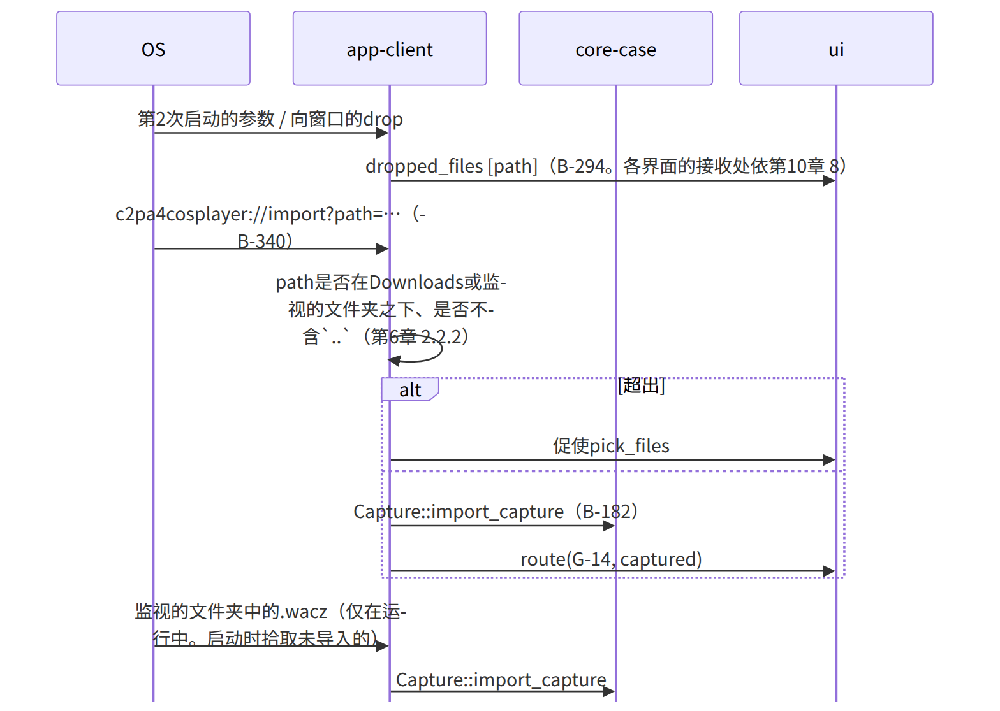 OS
app-client
core-case
ui
第2次启动的参数 / 向窗口的drop
dropped_files [path]（B-294。各界面的接收处依第10章 8）
c2pa4cosplayer://import?path=…（-
B-340）
path是否在Downloads或监-
视的文件夹之下、是否不-
含`..`（第6章 2.2.2）
alt
[超出]
促使pick_files
Capture::import_capture（B-182）
route(G-14, captured)
监视的文件夹中的.wacz（仅在运-
行中。启动时拾取未导入的）
Capture::import_capture